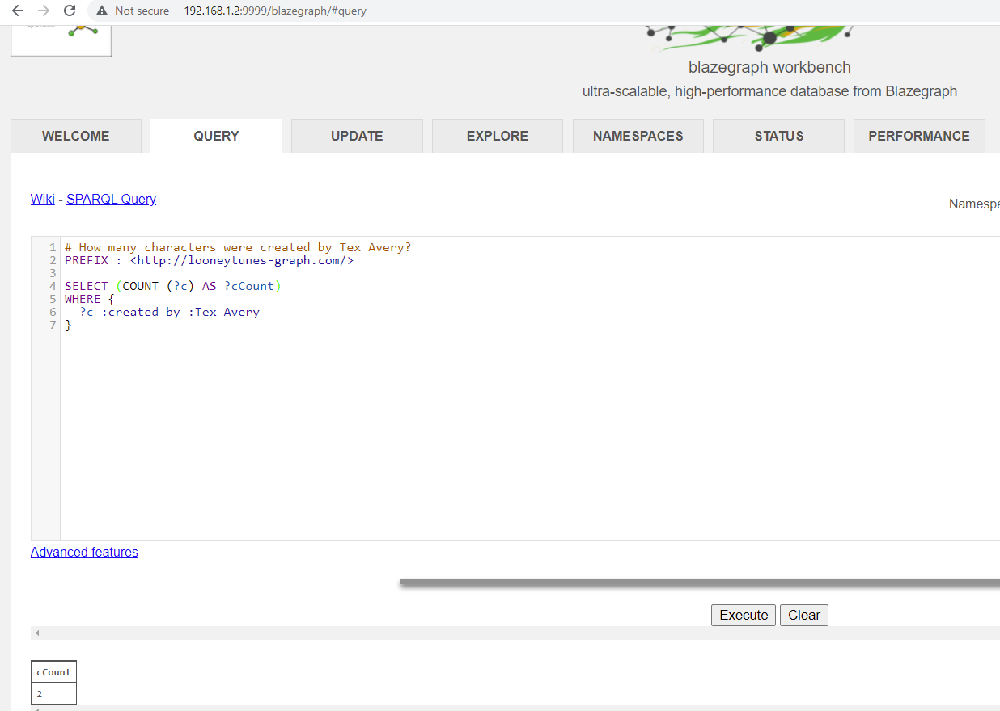 Not secure | 192.168.1.2:9999/blazegraph/#query
blazegraph workbench
ultra-scalable, high-performance database from Blazegraph
WELCOME QUERY UPDATE EXPLORE NAMESPACES STATUS PERFORMANCE
Wiki - SPARQL Query
Namespa
1 # How many characters were created by Tex Avery?
2 PREFIX : <http://looneytunes-graph.com/>
3
4 SELECT (COUNT (?c) AS ?cCount)
5 WHERE {
6 ?c :created_by :Tex_Avery
7 }
Advanced features
Execute Clear
cCount
2